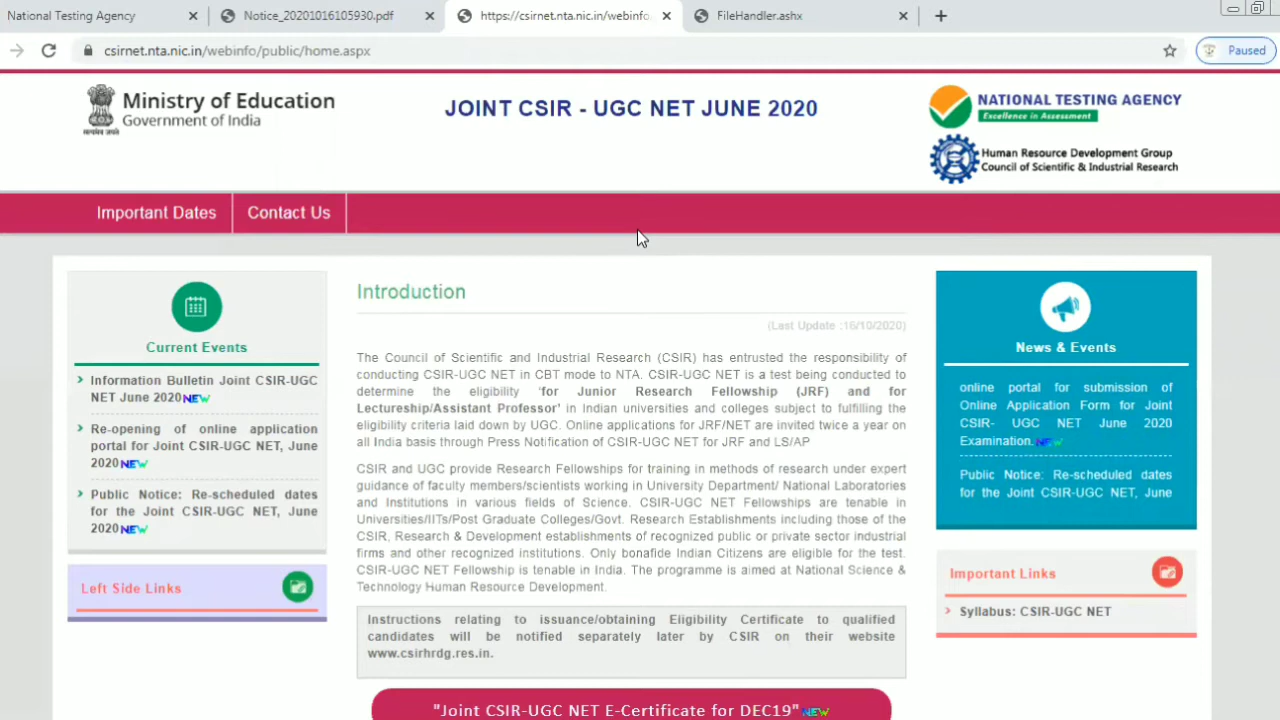 National Testing Agency
Notice_20201016105930.pdf
https://csirnet.nta.nic.in/webinfo
FileHandler.ashx
csirnet.nta.nic.in/webinfo/public/home.aspx
Paused
Ministry of Education
Government of India
सत्यमेव जयते
JOINT CSIR - UGC NET JUNE 2020
NATIONAL TESTING AGENCY
Excellence in Assessment
Human Resource Development Group
Council of Scientific & Industrial Research
Important Dates
Contact Us
Current Events
Information Bulletin Joint CSIR-UGC
NET June 2020 NEW
Re-opening of online application
portal for Joint CSIR-UGC NET, June
2020 NEW
Public Notice: Re-scheduled dates
for the Joint CSIR-UGC NET, June
2020 NEW
Left Side Links
Introduction
(Last Update :16/10/2020)
The Council of Scientific and Industrial Research (CSIR) has entrusted the responsibility of
conducting CSIR-UGC NET in CBT mode to NTA. CSIR-UGC NET is a test being conducted to
determine the eligibility 'for Junior Research Fellowship (JRF) and for
Lectureship/Assistant Professor' in Indian universities and colleges subject to fulfilling the
eligibility criteria laid down by UGC. Online applications for JRF/NET are invited twice a year on
all India basis through Press Notification of CSIR-UGC NET for JRF and LS/AP
CSIR and UGC provide Research Fellowships for training in methods of research under expert
guidance of faculty members/scientists working in University Department/ National Laboratories
and Institutions in various fields of Science. CSIR-UGC NET Fellowships are tenable in
Universities/IITs/Post Graduate Colleges/Govt. Research Establishments including those of the
CSIR, Research & Development establishments of recognized public or private sector industrial
firms and other recognized institutions. Only bonafide Indian Citizens are eligible for the test.
CSIR-UGC NET Fellowship is tenable in India. The programme is aimed at National Science &
Technology Human Resource Development.
Instructions relating to issuance/obtaining Eligibility Certificate to qualified
candidates will be notified separately later by CSIR on their website
www.csirhrdg.res.in.
"Joint CSIR-UGC NET E-Certificate for DEC19" NEW
News & Events
online portal for submission of
Online Application Form for Joint
CSIR- UGC NET June 2020
Examination. NEW
Public Notice: Re-scheduled dates
for the Joint CSIR-UGC NET, June
Important Links
Syllabus: CSIR-UGC NET